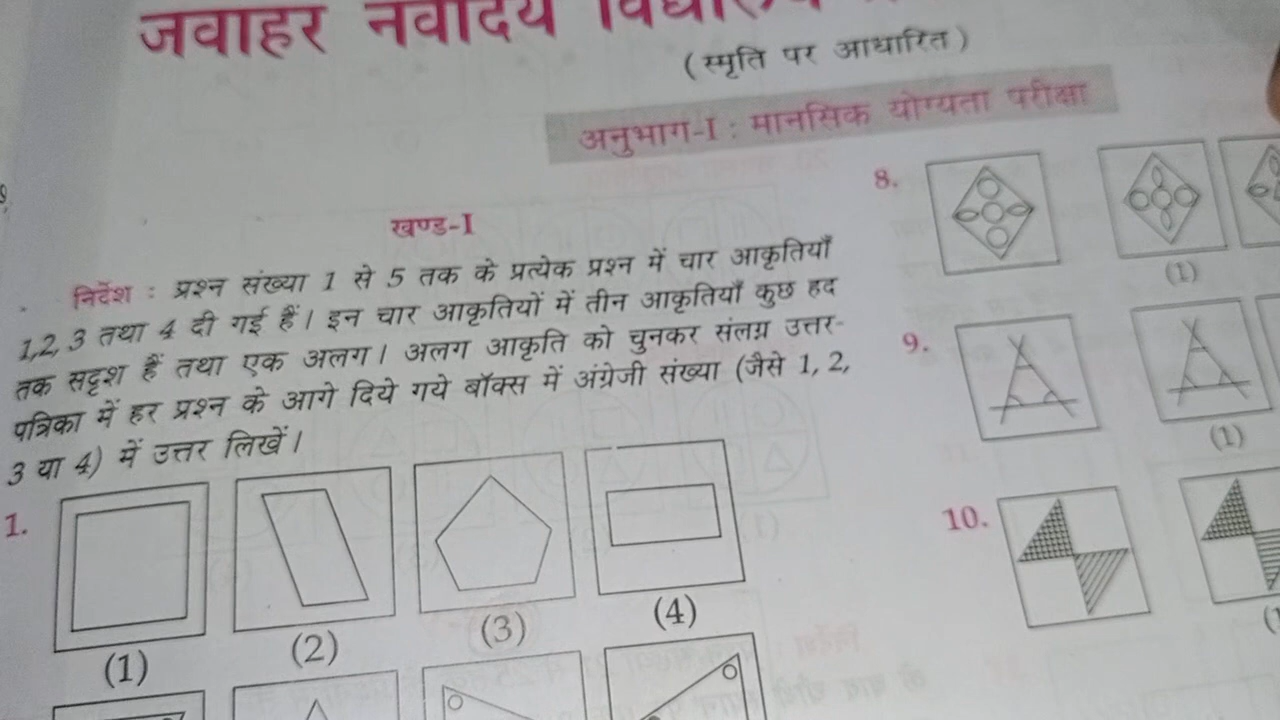 जवाहर नवोदय विद्यालय
(स्मृति पर आधारित)
अनुभाग-I : मानसिक योग्यता परीक्षा
खण्ड-I
निर्देश : प्रश्न संख्या 1 से 5 तक के प्रत्येक प्रश्न में चार आकृतियाँ
1,2, 3 तथा 4 दी गई हैं। इन चार आकृतियों में तीन आकृतियाँ कुछ हद
तक सदृश हैं तथा एक अलग। अलग आकृति को चुनकर संलग्न उत्तर-
पत्रिका में हर प्रश्न के आगे दिये गये बॉक्स में अंग्रेजी संख्या (जैसे 1, 2,
3 या 4) में उत्तर लिखें।
1.
(1) (2) (3) (4)
8.
(1)
9.
(1)
10.